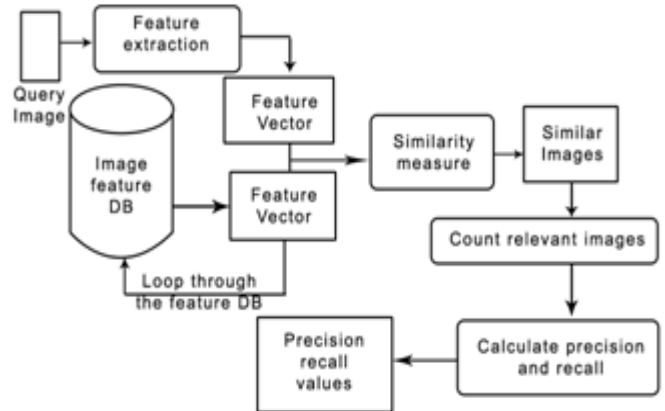 Feature
extraction
Query
Image
Feature
Vector
Similarity
measure
Similar
Images
Image
feature
DB
Feature
Vector
Count relevant images
Loop through
the feature DB
Precision
recall
values
Calculate precision
and recall